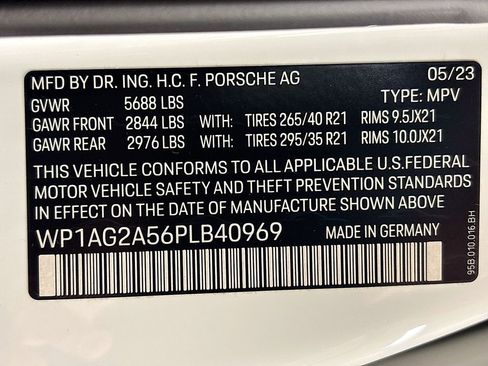 MFD BY DR. ING. H.C. F. PORSCHE AG 05/23
GVWR 5688 LBS TYPE: MPV
GAWR FRONT 2844 LBS WITH: TIRES 265/40 R21 RIMS 9.5JX21
GAWR REAR 2976 LBS WITH: TIRES 295/35 R21 RIMS 10.0JX21
THIS VEHICLE CONFORMS TO ALL APPLICABLE U.S.FEDERAL
MOTOR VEHICLE SAFETY AND THEFT PREVENTION STANDARDS
IN EFFECT ON THE DATE OF MANUFACTURE SHOWN ABOVE
WP1AG2A56PLB40969 MADE IN GERMANY
95B.010.016 BH